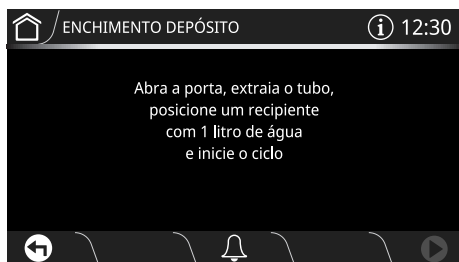 ENCHIMENTO DEPÓSITO
i 12:30
Abra a porta, extraia o tubo,
posicione um recipiente
com 1 litro de água
e inicie o ciclo